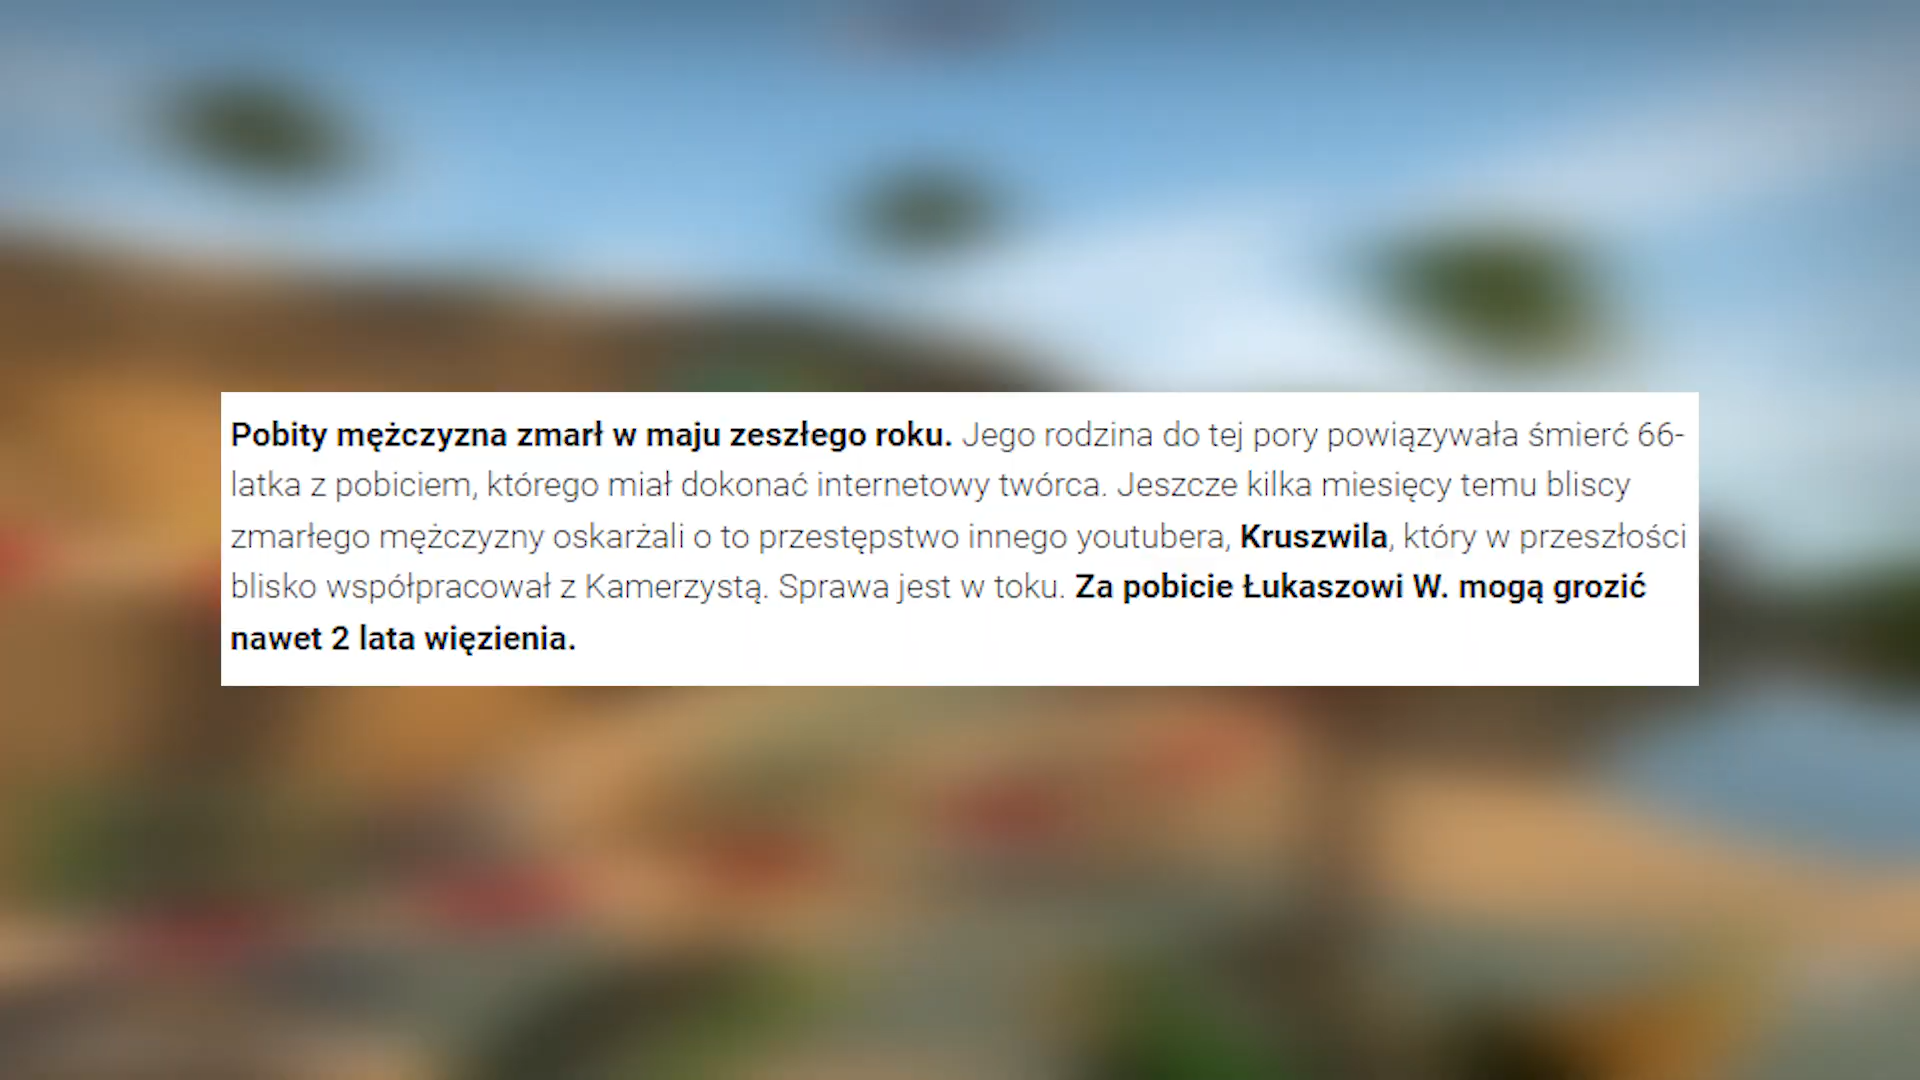 Pobity mężczyzna zmarł w maju zeszłego roku. Jego rodzina do tej pory powiązywała śmierć 66-
latka z pobiciem, którego miał dokonać internetowy twórca. Jeszcze kilka miesięcy temu bliscy
zmarłego mężczyzny oskarżali o to przestępstwo innego youtubera, Kruszwila, który w przeszłości
blisko współpracował z Kamerzystą. Sprawa jest w toku. Za pobicie Łukaszowi W. mogą grozić
nawet 2 lata więzienia.